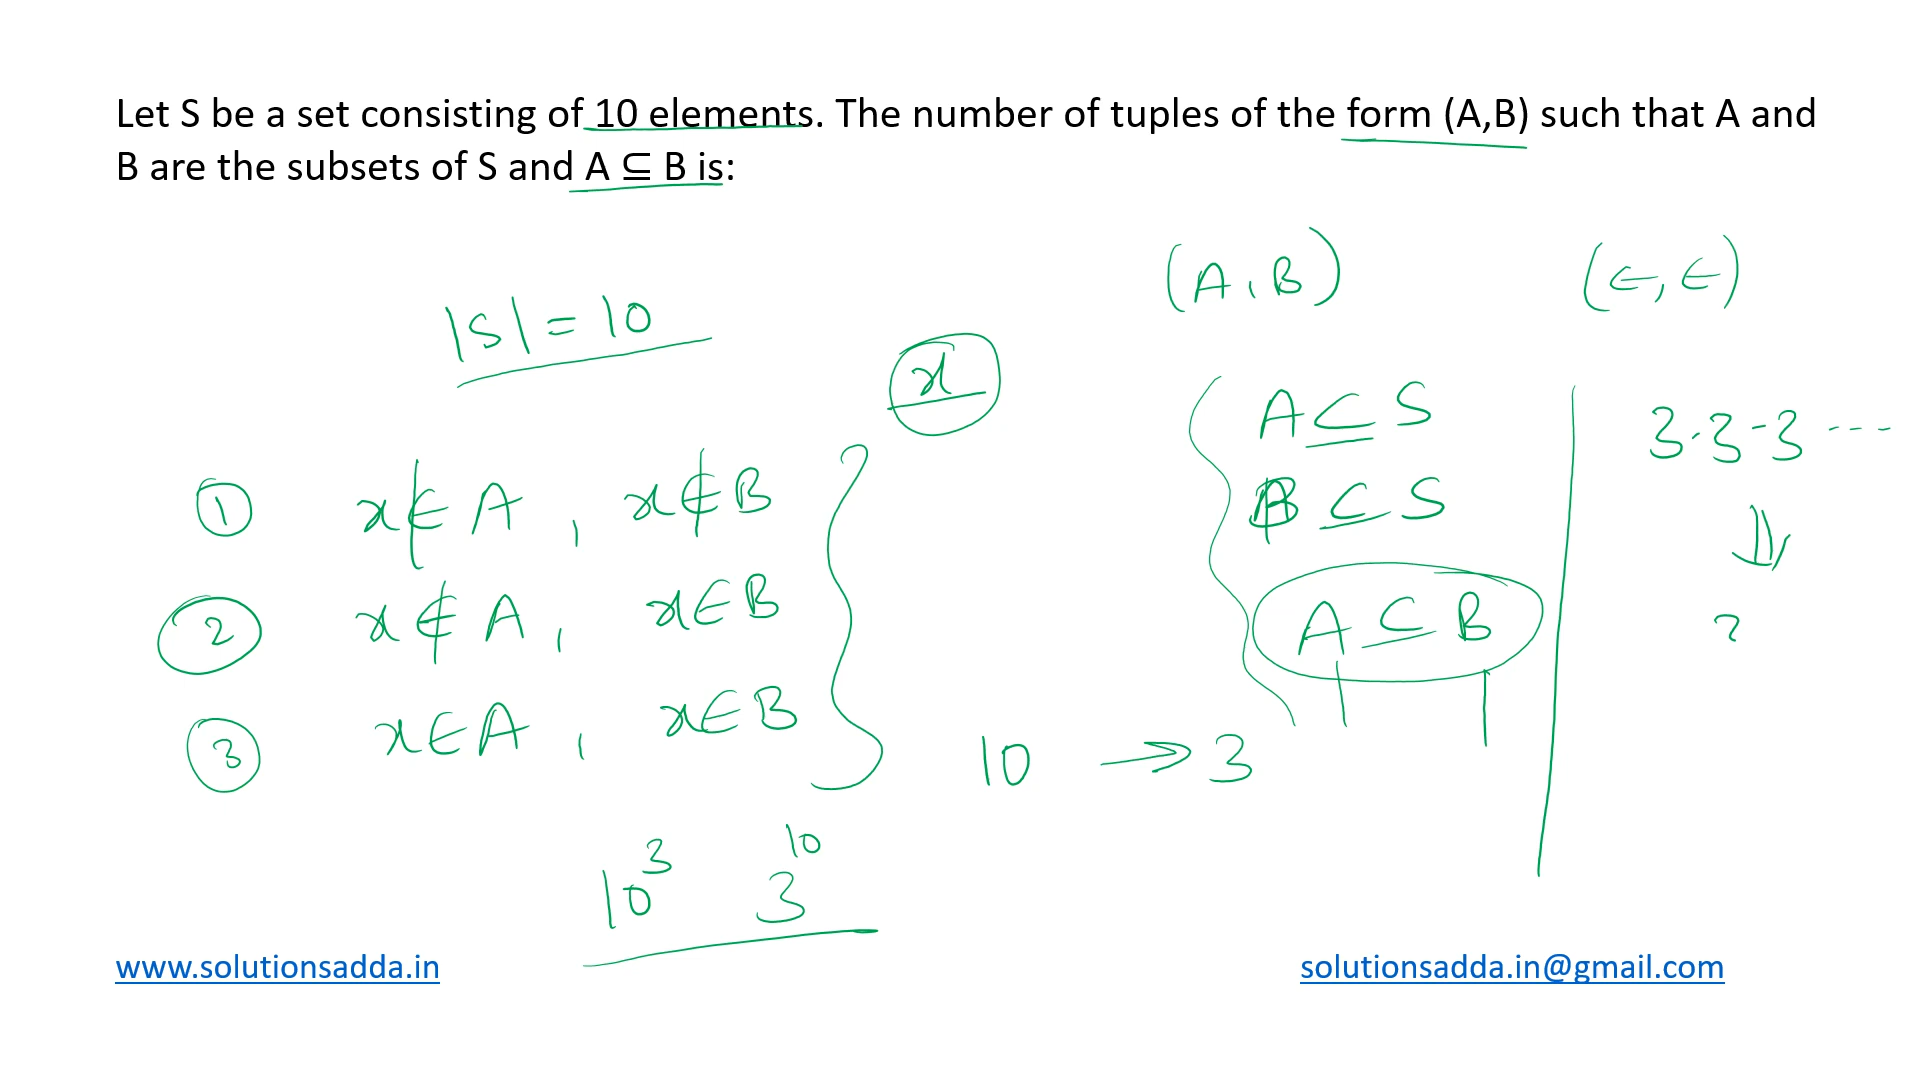 Let S be a set consisting of 10 elements. The number of tuples of the form (A,B) such that A and
B are the subsets of S and A ⊆ B is:
(A, B) (∈, ∈)
|S| = 10
x
A ⊆ S
3·3·3 ----
① x ∉ A , x ∉ B
B ⊆ S
② x ∉ A , x ∈ B
A ⊆ B
③ x ∈ A , x ∈ B
10 → 3
10³ 3¹⁰
www.solutionsadda.in
solutionsadda.in@gmail.com